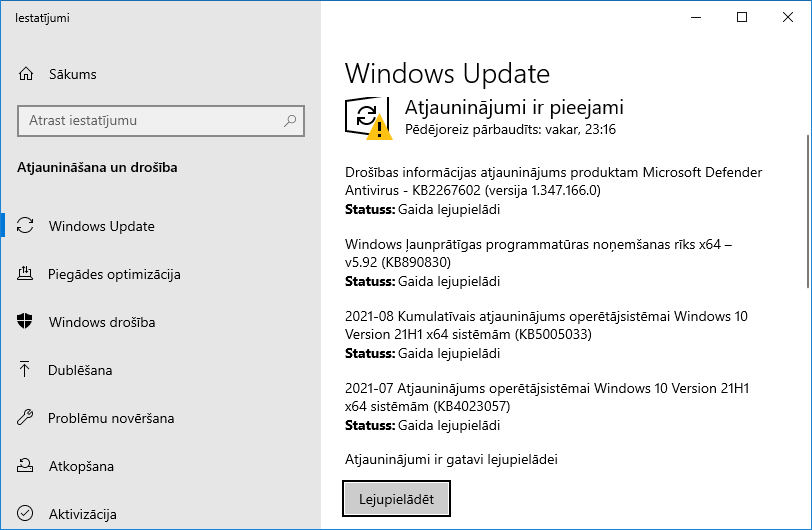 Iestatījumi
Sākums
Atrast iestatījumu
Atjaunināšana un drošība
Windows Update
Piegādes optimizācija
Windows drošība
Dublēšana
Problēmu novēršana
Atkopšana
Aktivizācija
Windows Update
Atjauninājumi ir pieejami
Pēdējoreiz pārbaudīts: vakar, 23:16
Drošības informācijas atjauninājums produktam Microsoft Defender
Antivirus - KB2267602 (versija 1.347.166.0)
Statuss: Gaida lejupielādi
Windows ļaunprātīgas programmatūras noņemšanas rīks x64 –
v5.92 (KB890830)
Statuss: Gaida lejupielādi
2021-08 Kumulatīvais atjauninājums operētājsistēmai Windows 10
Version 21H1 x64 sistēmām (KB5005033)
Statuss: Gaida lejupielādi
2021-07 Atjauninājums operētājsistēmai Windows 10 Version 21H1
x64 sistēmām (KB4023057)
Statuss: Gaida lejupielādi
Atjauninājumi ir gatavi lejupielādei
Lejupielādēt